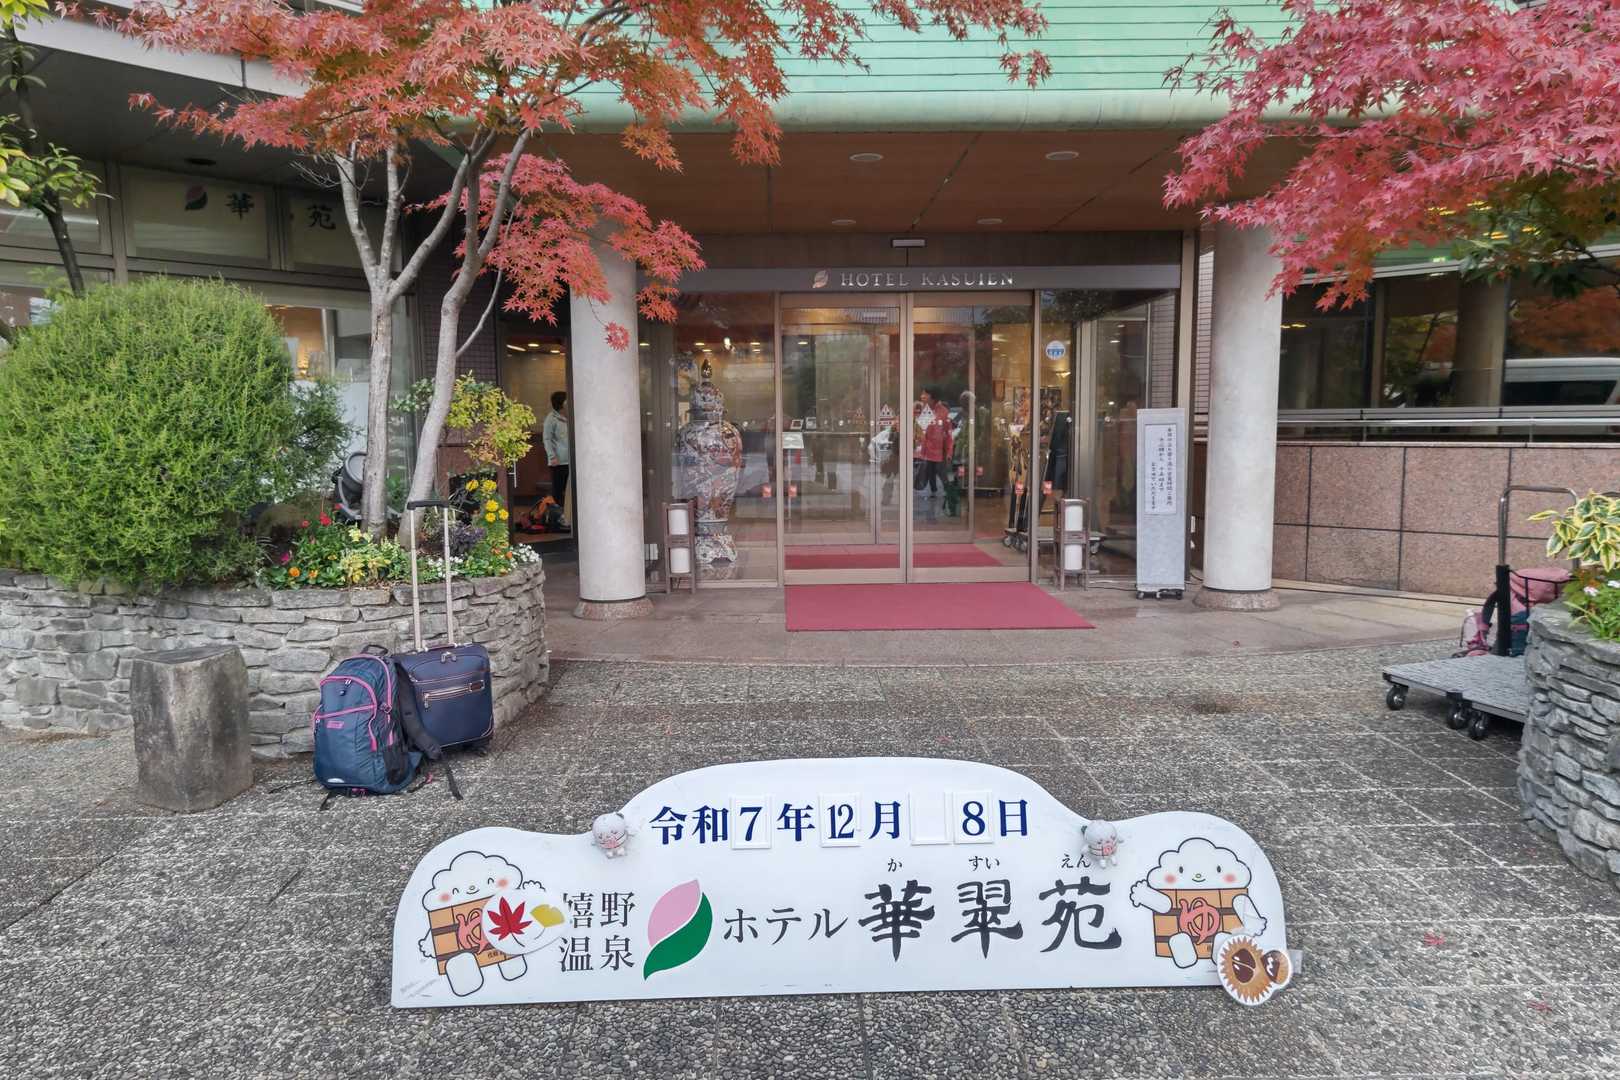 華苑
HOTEL KASUIEN
令和7年12月 8日
か すい えん
嬉野
温泉
ホテル華翠苑
ゆ
ゆ